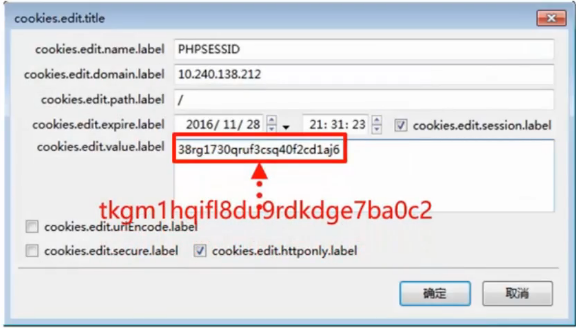 cookies.edit.title
cookies.edit.name.label PHPSESSID
cookies.edit.domain.label 10.240.138.212
cookies.edit.path.label /
cookies.edit.expire.label 2016/ 11/ 28 21: 31: 23 cookies.edit.session.label
cookies.edit.value.label 38rg1730qruf3csq40f2cd1aj6
tkgm1hqifl8du9rdkdge7ba0c2
cookies.edit.urlEncode.label
cookies.edit.secure.label cookies.edit.httponly.label
确定 取消